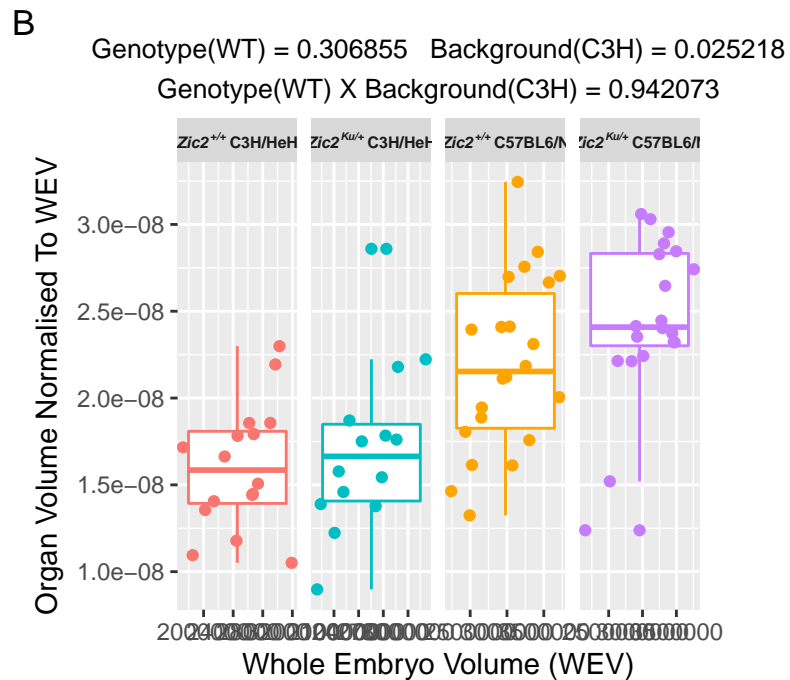 B
Genotype(WT) = 0.306855 Background(C3H) = 0.025218
Genotype(WT) X Background(C3H) = 0.942073
Zic2+/+ C3H/HeH Zic2Ku/+ C3H/HeH Zic2+/+ C57BL6/N Zic2Ku/+ C57BL6/
Organ Volume Normalised To WEV
3.0e−08
2.5e−08
2.0e−08
1.5e−08
1.0e−08
Whole Embryo Volume (WEV)